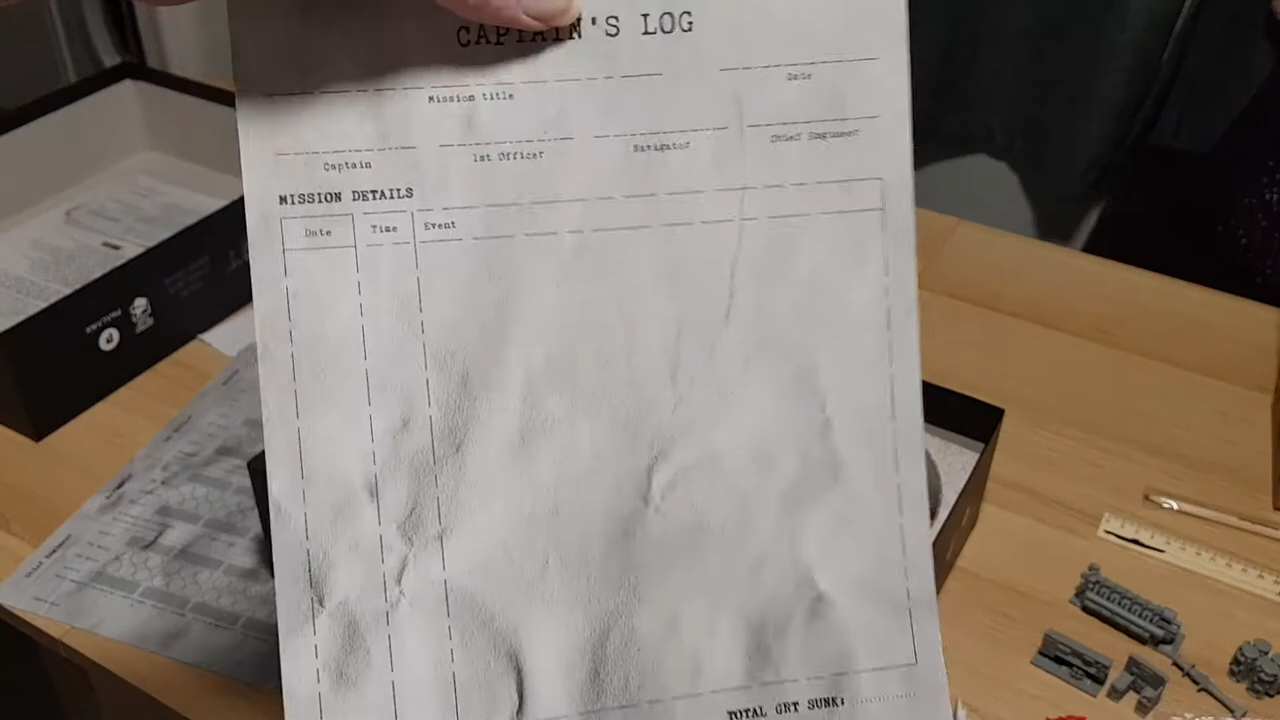 CAPTAIN'S LOG
Mission title
Date
Captain 1st Officer Navigator Chief Engineer
MISSION DETAILS
Date Time Event
TOTAL GRT SUNK: